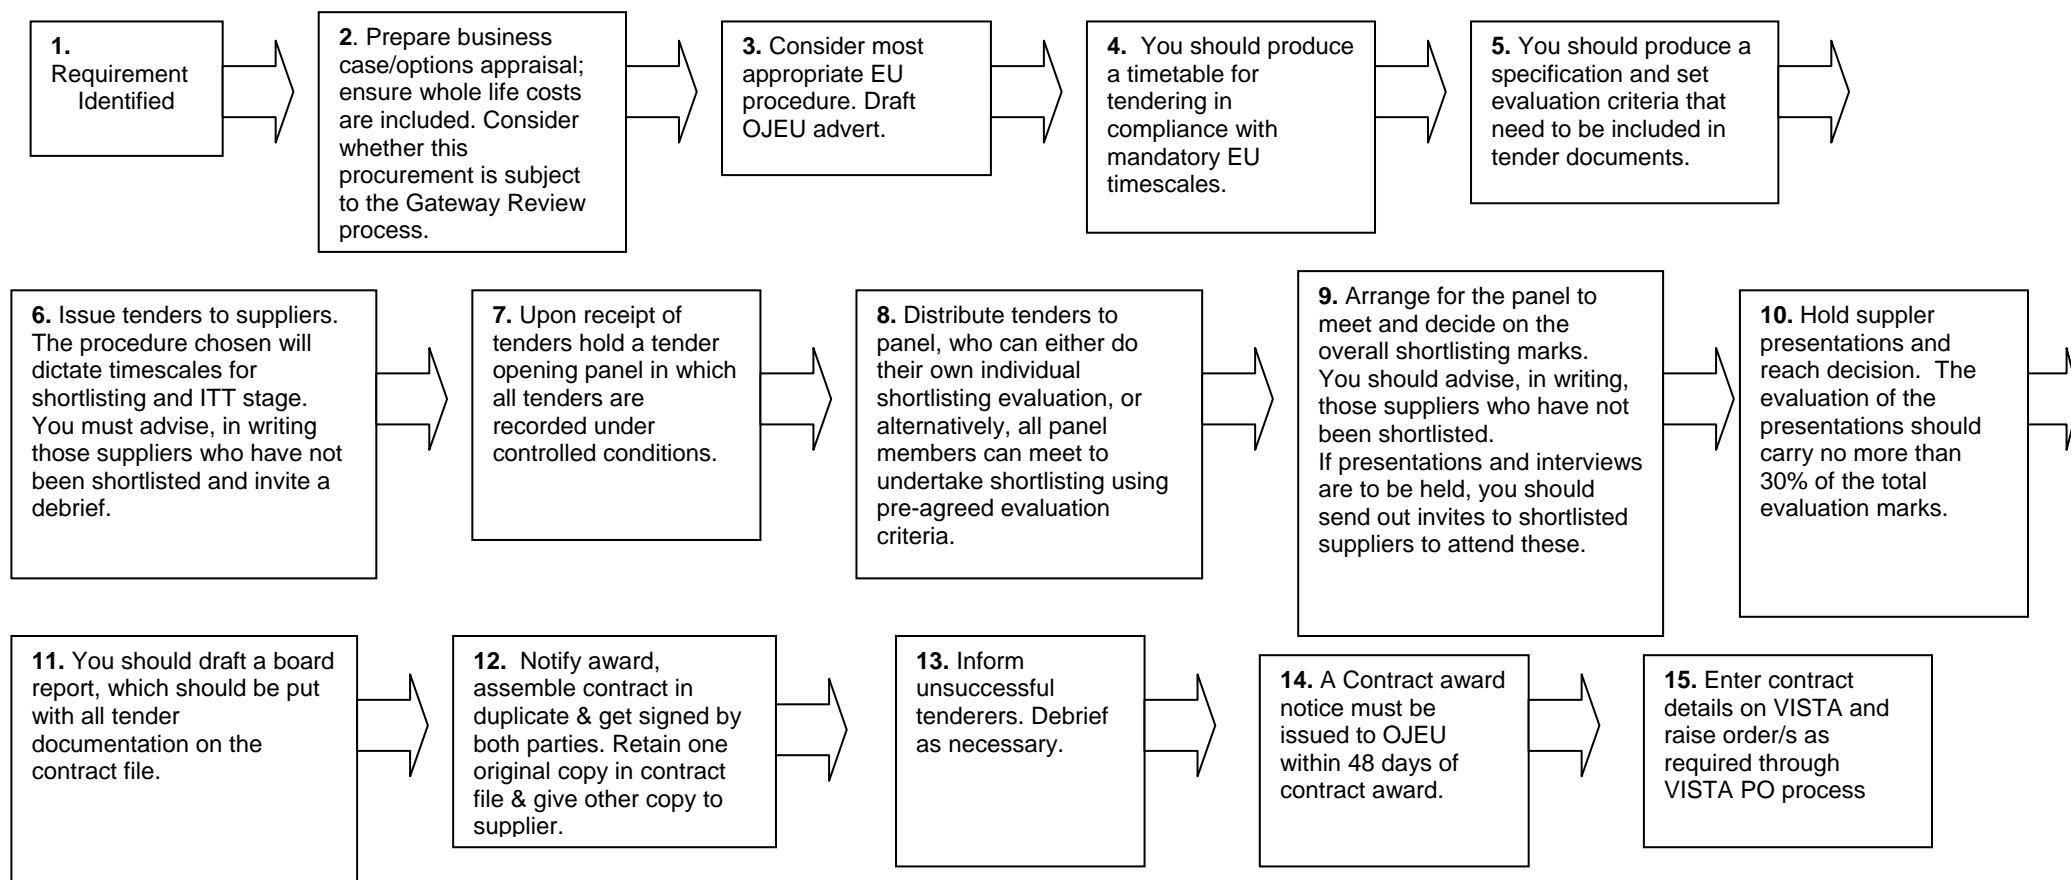 1.
Requirement
Identified
2. Prepare business
case/options appraisal;
ensure whole life costs
are included. Consider
whether this
procurement is subject
to the Gateway Review
process.
3. Consider most
appropriate EU
procedure. Draft
OJEU advert.
4. You should produce
a timetable for
tendering in
compliance with
mandatory EU
timescales.
5. You should produce a
specification and set
evaluation criteria that
need to be included in
tender documents.
6. Issue tenders to suppliers.
The procedure chosen will
dictate timescales for
shortlisting and ITT stage.
You must advise, in writing
those suppliers who have not
been shortlisted and invite a
debrief.
7. Upon receipt of
tenders hold a tender
opening panel in which
all tenders are
recorded under
controlled conditions.
8. Distribute tenders to
panel, who can either do
their own individual
shortlisting evaluation, or
alternatively, all panel
members can meet to
undertake shortlisting using
pre-agreed evaluation
criteria.
9. Arrange for the panel to
meet and decide on the
overall shortlisting marks.
You should advise, in writing,
those suppliers who have not
been shortlisted.
If presentations and interviews
are to be held, you should
send out invites to shortlisted
suppliers to attend these.
10. Hold suppler
presentations and
reach decision. The
evaluation of the
presentations should
carry no more than
30% of the total
evaluation marks.
11. You should draft a board
report, which should be put
with all tender
documentation on the
contract file.
12. Notify award,
assemble contract in
duplicate & get signed by
both parties. Retain one
original copy in contract
file & give other copy to
supplier.
13. Inform
unsuccessful
tenderers. Debrief
as necessary.
14. A Contract award
notice must be
issued to OJEU
within 48 days of
contract award.
15. Enter contract
details on VISTA and
raise order/s as
required through
VISTA PO process